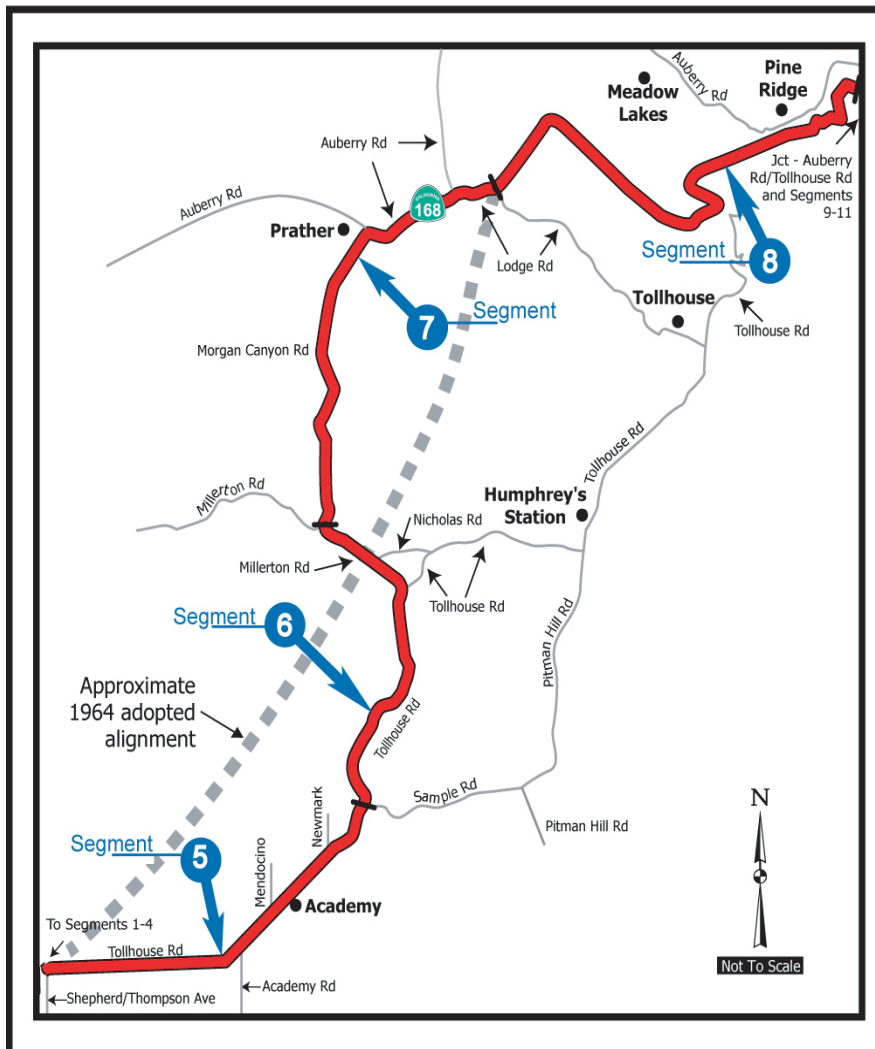 Auberry Rd
Pine
Ridge
Meadow
Lakes
Auberry Rd
Jct - Auberry
Rd/Tollhouse Rd
and Segments
9-11
Auberry Rd
CALIFORNIA
168
Prather
Lodge Rd
Segment
8
Tollhouse
Tollhouse Rd
7
Segment
Morgan Canyon Rd
Tollhouse Rd
Millerton Rd
Humphrey's
Station
Nicholas Rd
Millerton Rd
Tollhouse Rd
Segment
6
Pitman Hill Rd
Approximate
1964 adopted
alignment
Tollhouse Rd
Sample Rd
Newmark
Pitman Hill Rd
N
Segment
5
Mendocino
Academy
To Segments 1-4
Tollhouse Rd
Not To Scale
Shepherd/Thompson Ave
Academy Rd